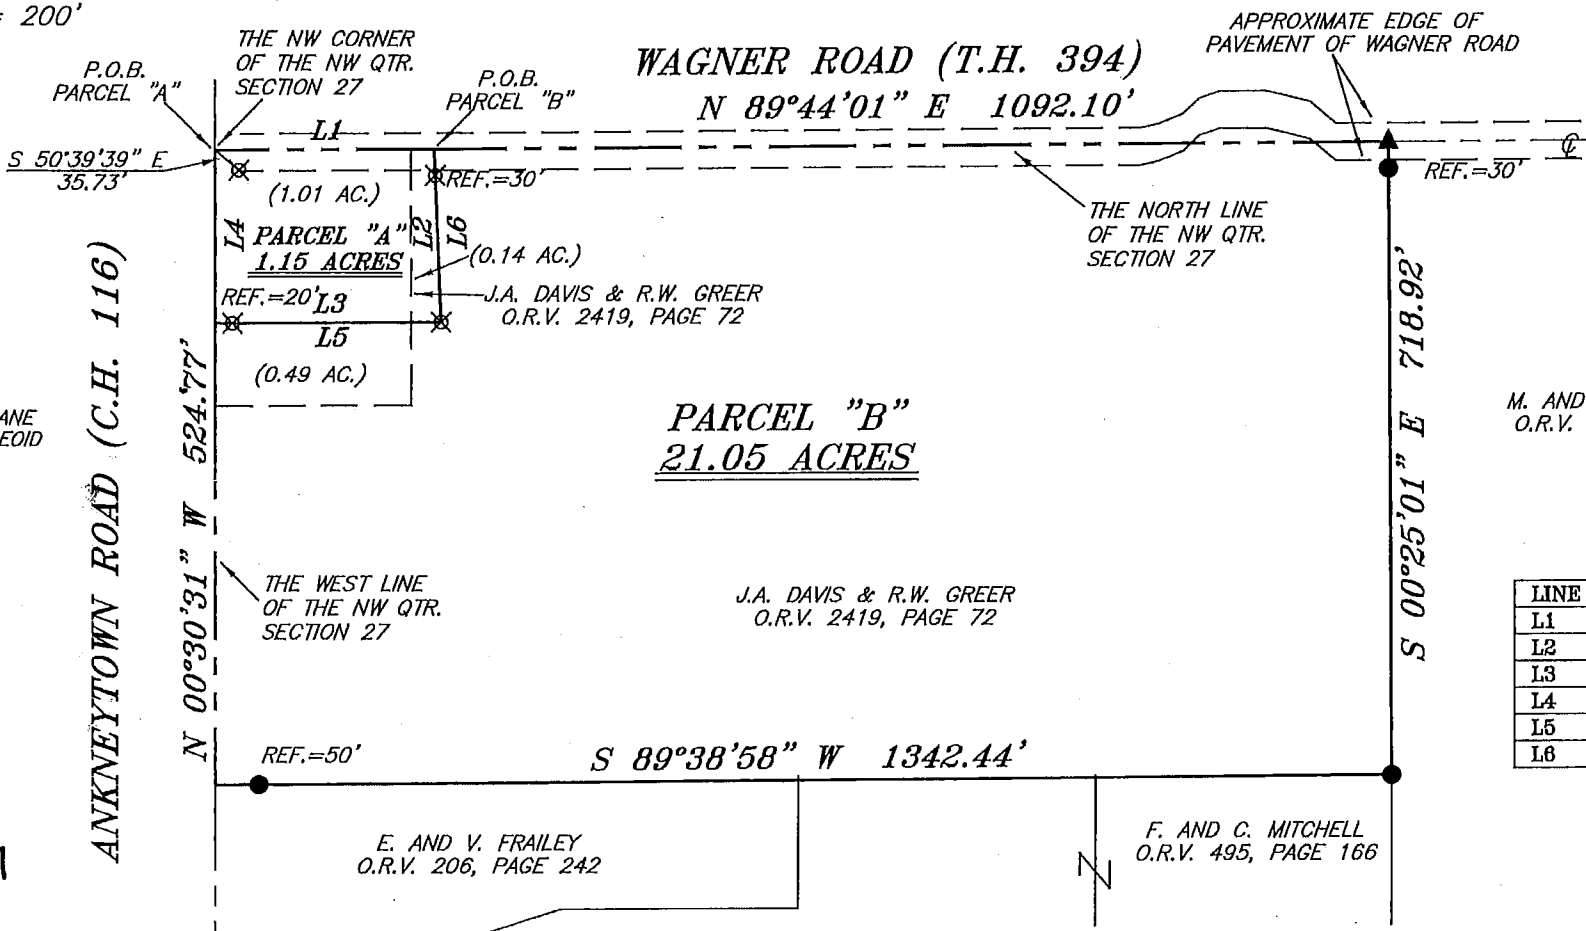 = 200'
THE NW CORNER
OF THE NW QTR.
SECTION 27
P.O.B.
PARCEL "A"
P.O.B.
PARCEL "B"
WAGNER ROAD (T.H. 394)
N 89°44'01" E 1092.10'
APPROXIMATE EDGE OF
PAVEMENT OF WAGNER ROAD
L1
S 50°39'39" E
35.73'
(1.01 AC.)
REF.=30'
REF.=30'
℄
L4
PARCEL "A"
1.15 ACRES
L2
L6
(0.14 AC.)
THE NORTH LINE
OF THE NW QTR.
SECTION 27
REF.=20'
L3
J.A. DAVIS & R.W. GREER
O.R.V. 2419, PAGE 72
L5
(0.49 AC.)
ANKNEYTOWN ROAD (C.H. 116)
N 00°30'31" W 524.77'
S 00°25'01" E 718.92'
ANE
EOID
PARCEL "B"
21.05 ACRES
M. AND
O.R.V.
THE WEST LINE
OF THE NW QTR.
SECTION 27
J.A. DAVIS & R.W. GREER
O.R.V. 2419, PAGE 72
LINE
L1
L2
L3
L4
L5
L6
REF.=50'
S 89°38'58" W 1342.44'
E. AND V. FRAILEY
O.R.V. 206, PAGE 242
F. AND C. MITCHELL
O.R.V. 495, PAGE 166